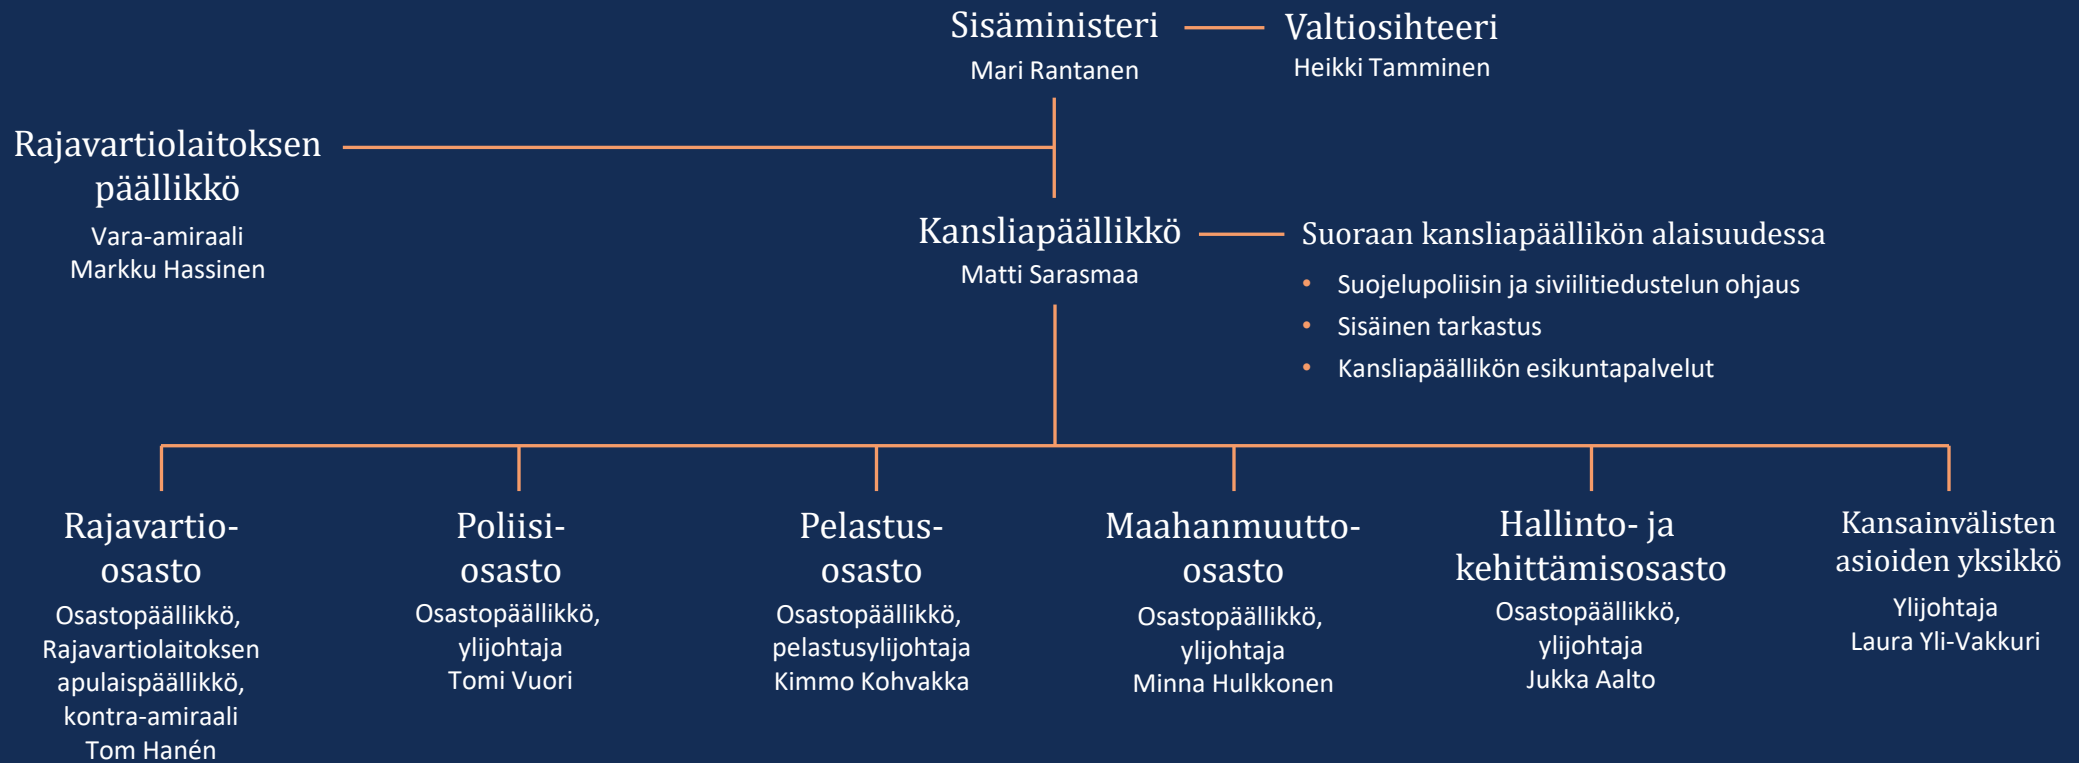 Sisäministeri
Mari Rantanen
Valtiosihteeri
Heikki Tamminen
Rajavartiolaitoksen
päällikkö
Vara-amiraali
Markku Hassinen
Kansliapäällikkö
Matti Sarasmaa
Suoraan kansliapäällikön alaisuudessa
• Suojelupoliisin ja siviilitiedustelun ohjaus
• Sisäinen tarkastus
• Kansliapäällikön esikuntapalvelut
Rajavartio-
osasto
Osastopäällikkö,
Rajavartiolaitoksen
apulaispäällikkö,
kontra-amiraali
Tom Hanén
Poliisi-
osasto
Osastopäällikkö,
ylijohtaja
Tomi Vuori
Pelastus-
osasto
Osastopäällikkö,
pelastusylijohtaja
Kimmo Kohvakka
Maahanmuutto-
osasto
Osastopäällikkö,
ylijohtaja
Minna Hulkkonen
Hallinto- ja
kehittämisosasto
Osastopäällikkö,
ylijohtaja
Jukka Aalto
Kansainvälisten
asioiden yksikkö
Ylijohtaja
Laura Yli-Vakkuri